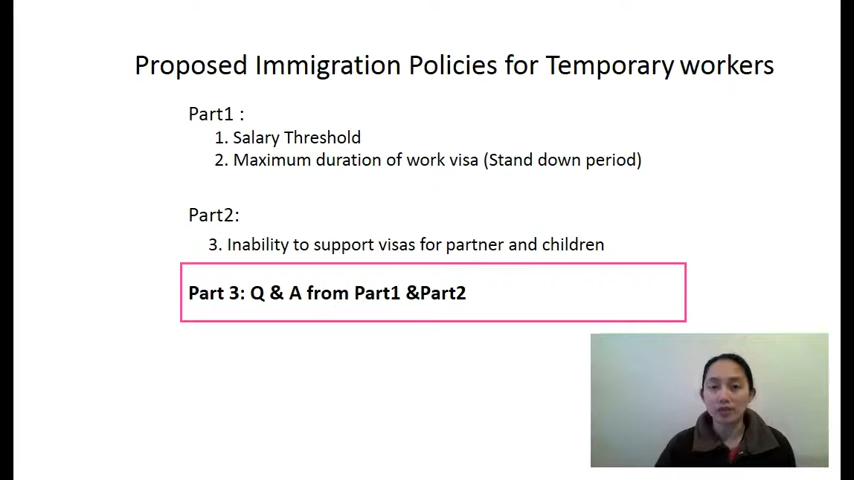 Proposed Immigration Policies for Temporary workers
Part1 :
1. Salary Threshold
2. Maximum duration of work visa (Stand down period)
Part2:
3. Inability to support visas for partner and children
Part 3: Q & A from Part1 &Part2